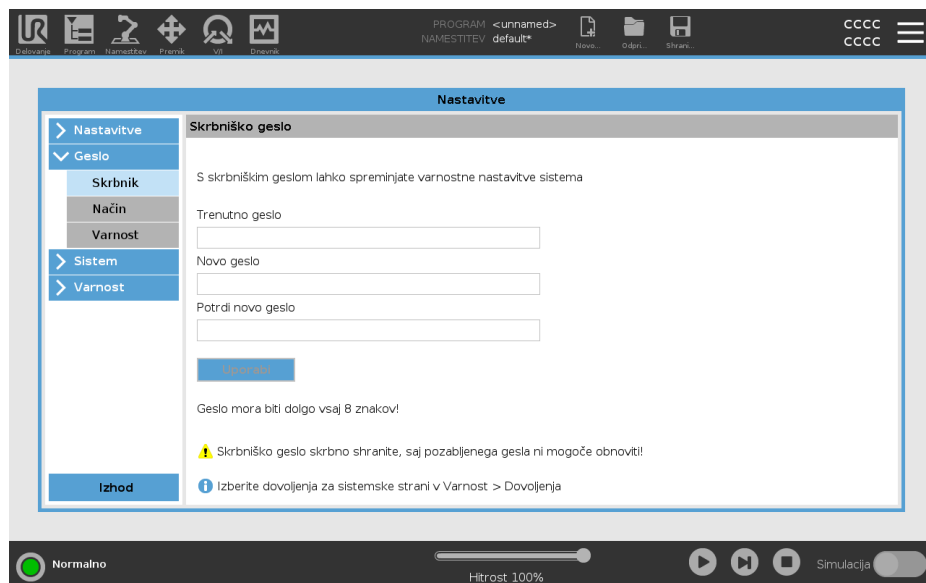 PROGRAM <unnamed>
NAMESTITEV default*
CCCC
CCCC
Delovanje Program Namestitev Premik V/I Dnevnik Novo... Odpri... Shrani...
Nastavitve
Nastavitve
Geslo
Skrbnik
Način
Varnost
Sistem
Varnost
Izhod
Skrbniško geslo
S skrbniškim geslom lahko spreminjate varnostne nastavitve sistema
Trenutno geslo
Novo geslo
Potrdi novo geslo
Uporabi
Geslo mora biti dolgo vsaj 8 znakov!
Skrbniško geslo skrbno shranite, saj pozabljenega gesla ni mogoče obnoviti!
Izberite dovoljenja za sistemske strani v Varnost > Dovoljenja
Normalno
Hitrost 100%
Simulacija